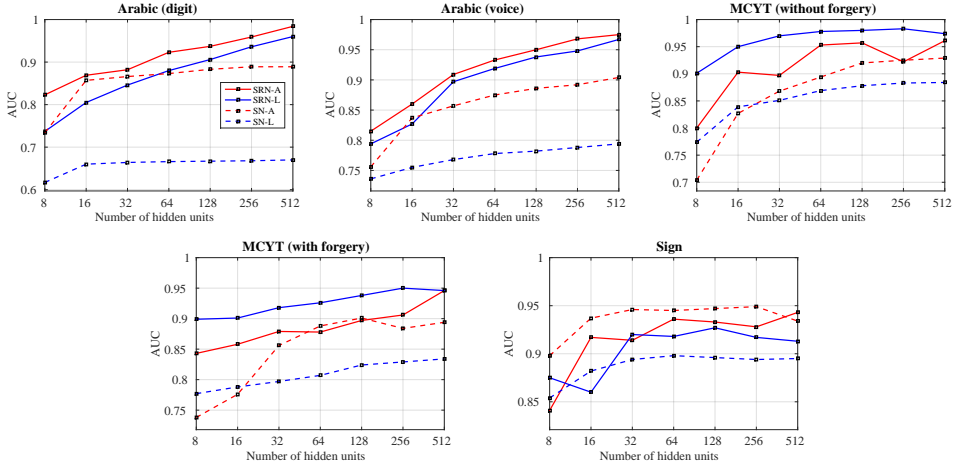 Arabic (digit)
1
0.9
0.8
0.7
0.6
AUC
SRN-A
SRN-L
SN-A
SN-L
8 16 32 64 128 256 512
Number of hidden units
Arabic (voice)
1
0.95
0.9
0.85
0.8
0.75
AUC
8 16 32 64 128 256 512
Number of hidden units
MCYT (without forgery)
1
0.95
0.9
0.85
0.8
0.75
0.7
AUC
8 16 32 64 128 256 512
Number of hidden units
MCYT (with forgery)
1
0.95
0.9
0.85
0.8
0.75
AUC
8 16 32 64 128 256 512
Number of hidden units
Sign
1
0.95
0.9
0.85
AUC
8 16 32 64 128 256 512
Number of hidden units